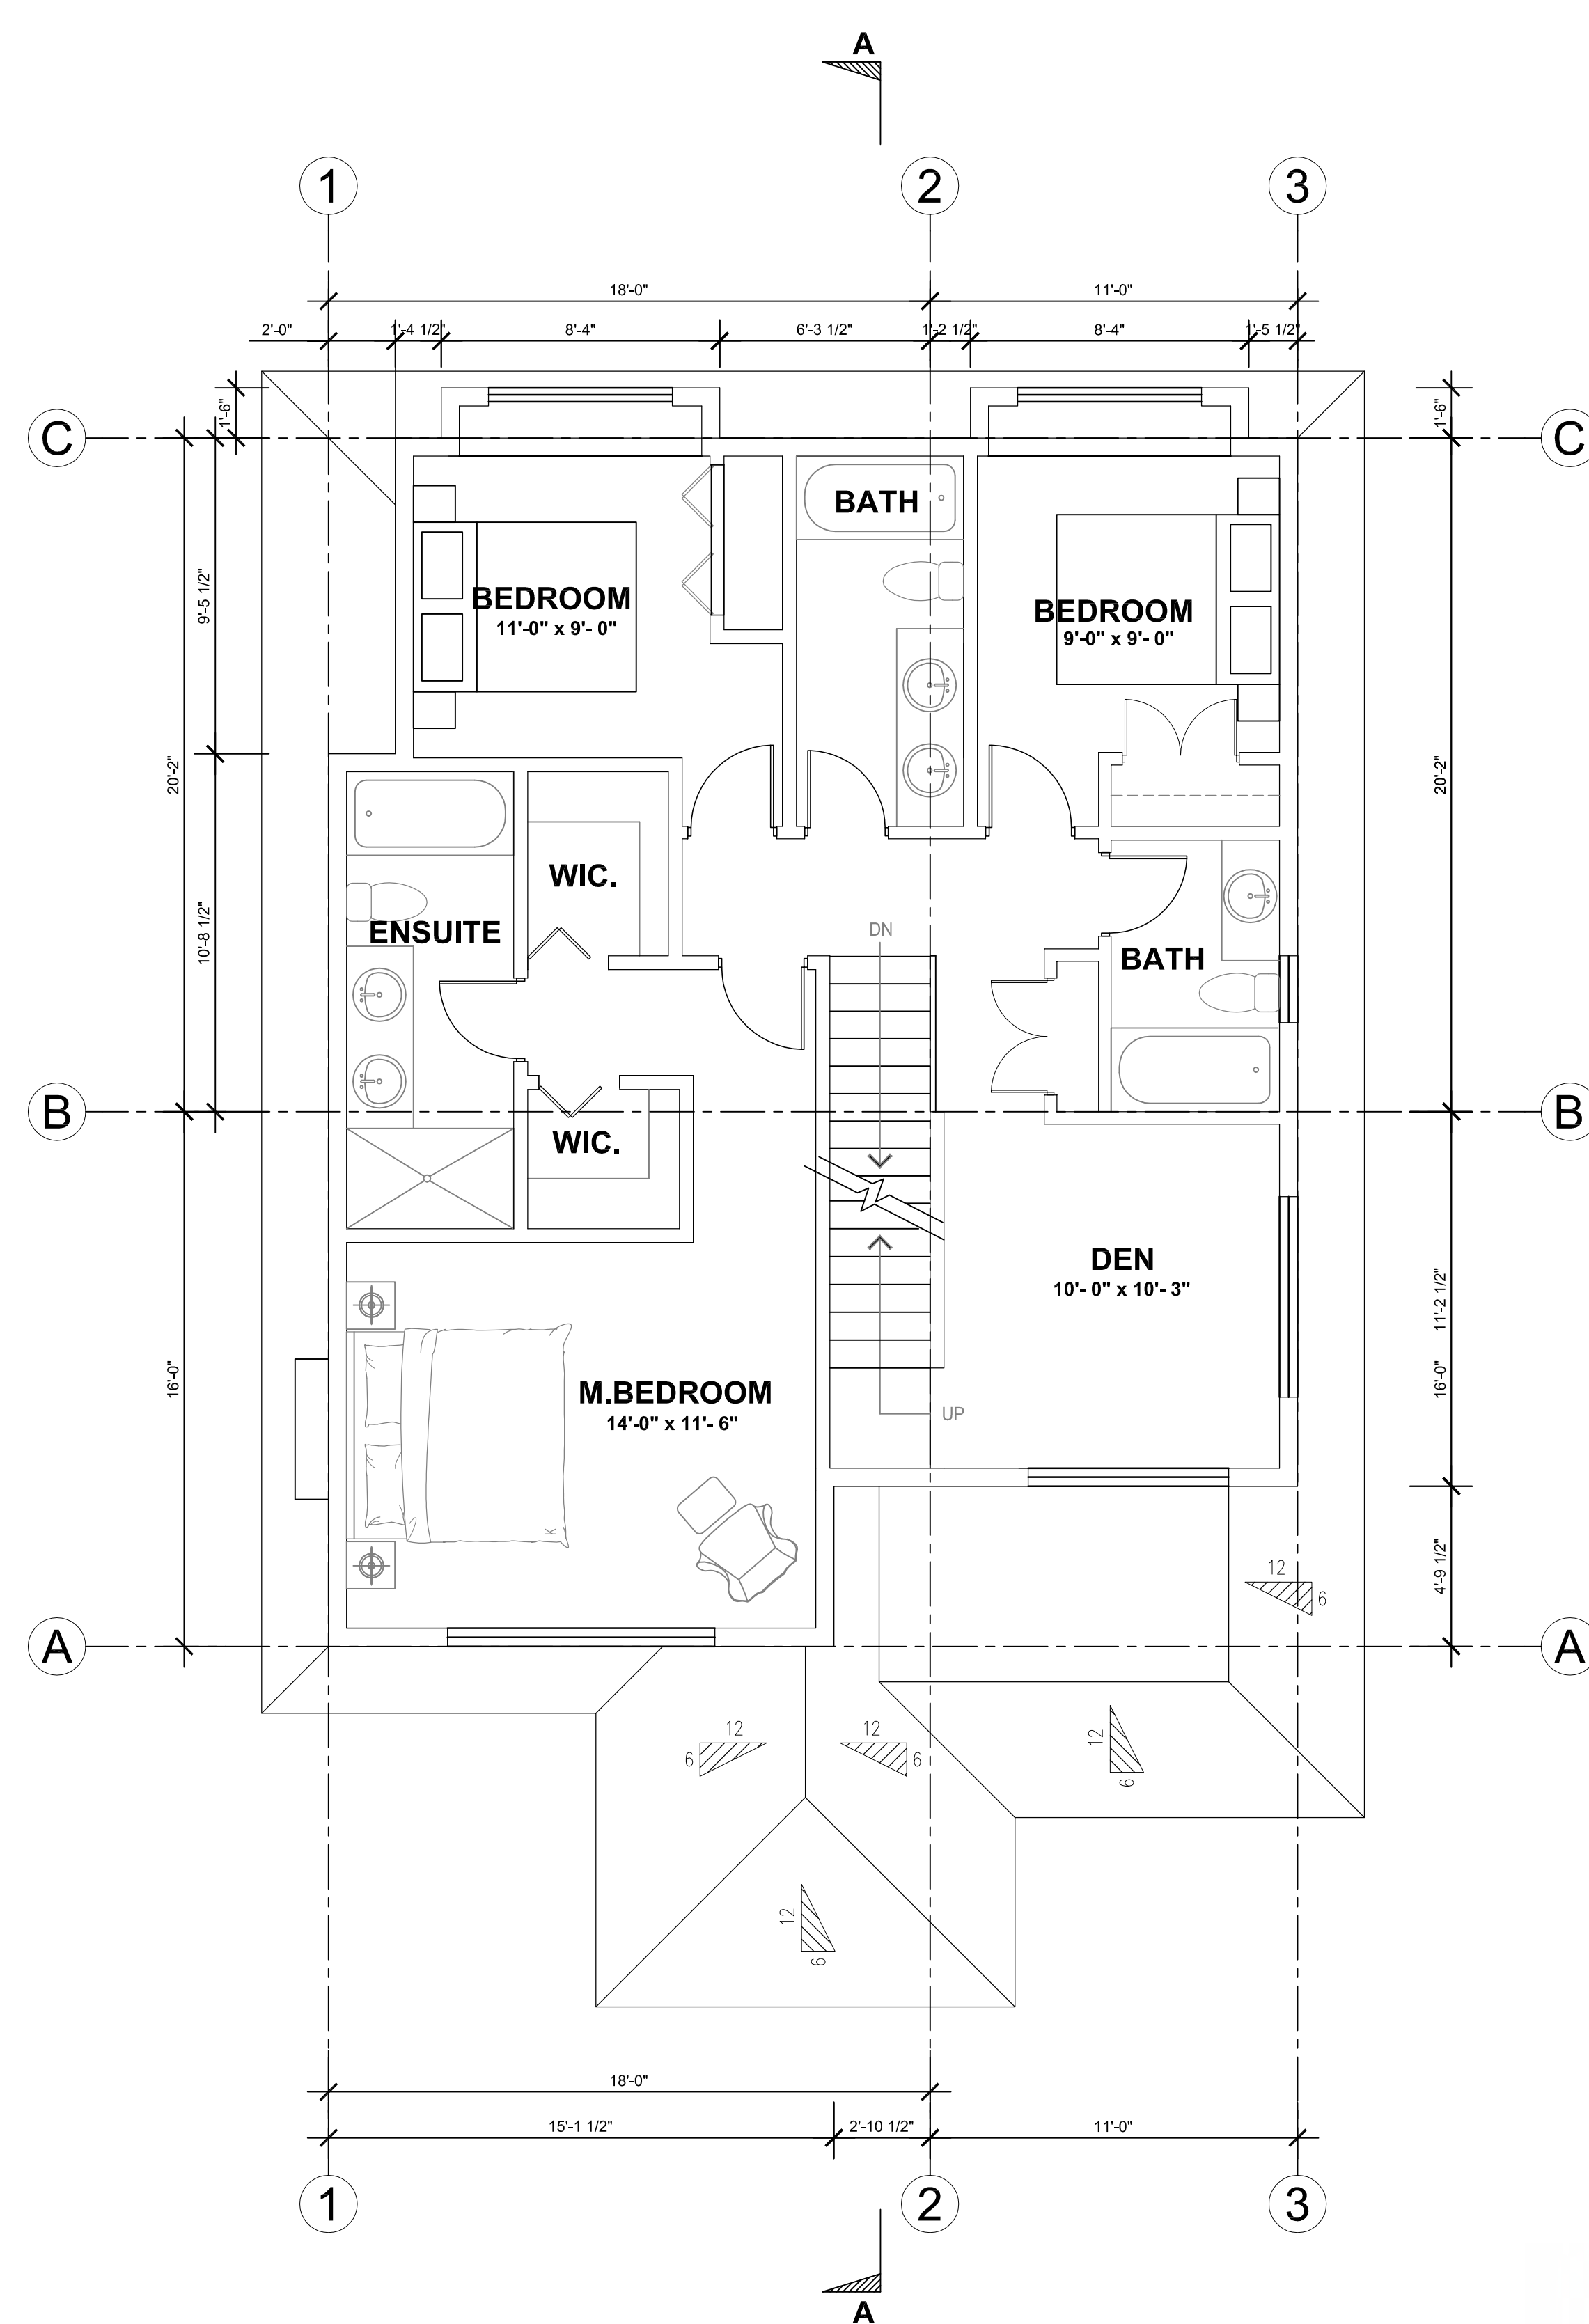 A
1 2 3
18'-0" 11'-0"
2'-0" 1'-4 1/2" 8'-4" 6'-3 1/2" 1'-2 1/2" 8'-4" 1'-5 1/2"
1'-6" 1'-6"
C C
BATH
BEDROOM
11'-0" x 9'- 0"
BEDROOM
9'-0" x 9'- 0"
9'-5 1/2"
20'-2" 20'-2"
WIC.
ENSUITE
10'-8 1/2"
DN
BATH
B B
WIC.
DEN
10'- 0" x 10'- 3"
11'-2 1/2"
M.BEDROOM
14'-0" x 11'- 6"
16'-0" 16'-0"
UP
K
4'-9 1/2"
12
6
A A
12
6
12
6
12
6
12
6
18'-0"
15'-1 1/2" 2'-10 1/2" 11'-0"
1 2 3
A